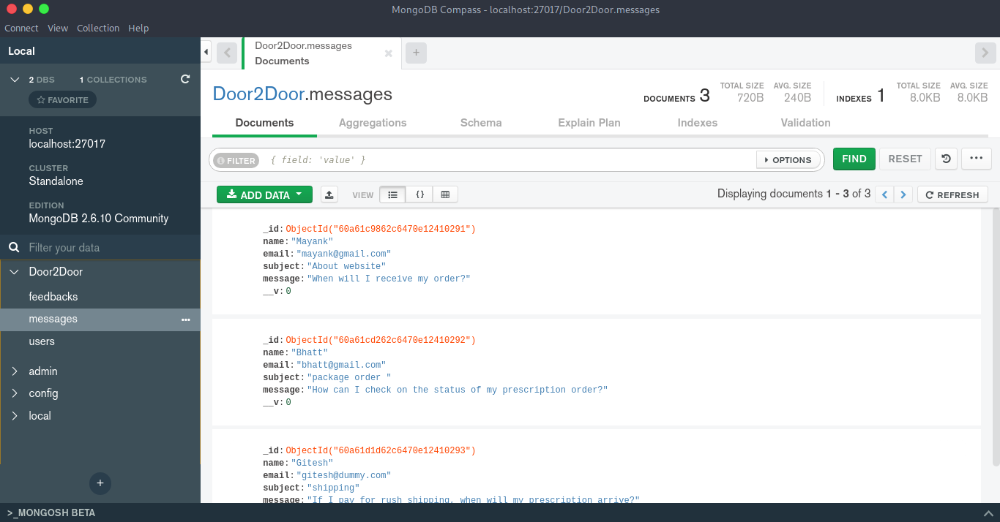 MongoDB Compass - localhost:27017/Door2Door.messages
Connect View Collection Help
Local
2 DBS 1 COLLECTIONS
FAVORITE
HOST
localhost:27017
CLUSTER
Standalone
EDITION
MongoDB 2.6.10 Community
Filter your data
Door2Door
feedbacks
messages
users
admin
config
local
+
Door2Door.messages
Documents
+
Door2Door.messages
DOCUMENTS 3 TOTAL SIZE 720B AVG. SIZE 240B INDEXES 1 TOTAL SIZE 8.0KB AVG. SIZE 8.0KB
Documents Aggregations Schema Explain Plan Indexes Validation
FILTER { field: 'value' } OPTIONS FIND RESET ...
ADD DATA VIEW {} Displaying documents 1 - 3 of 3 REFRESH
_id: ObjectId("60a61c9862c6470e12410291")
name: "Mayank"
email: "mayank@gmail.com"
subject: "About website"
message: "When will I receive my order?"
__v: 0
_id: ObjectId("60a61cd262c6470e12410292")
name: "Bhatt"
email: "bhatt@gmail.com"
subject: "package order "
message: "How can I check on the status of my prescription order?"
__v: 0
_id: ObjectId("60a61d1d62c6470e12410293")
name: "Gitesh"
email: "gitesh@dummy.com"
subject: "shipping"
message: "If I pay for rush shipping, when will my prescription arrive?"
>_MONGOSH BETA